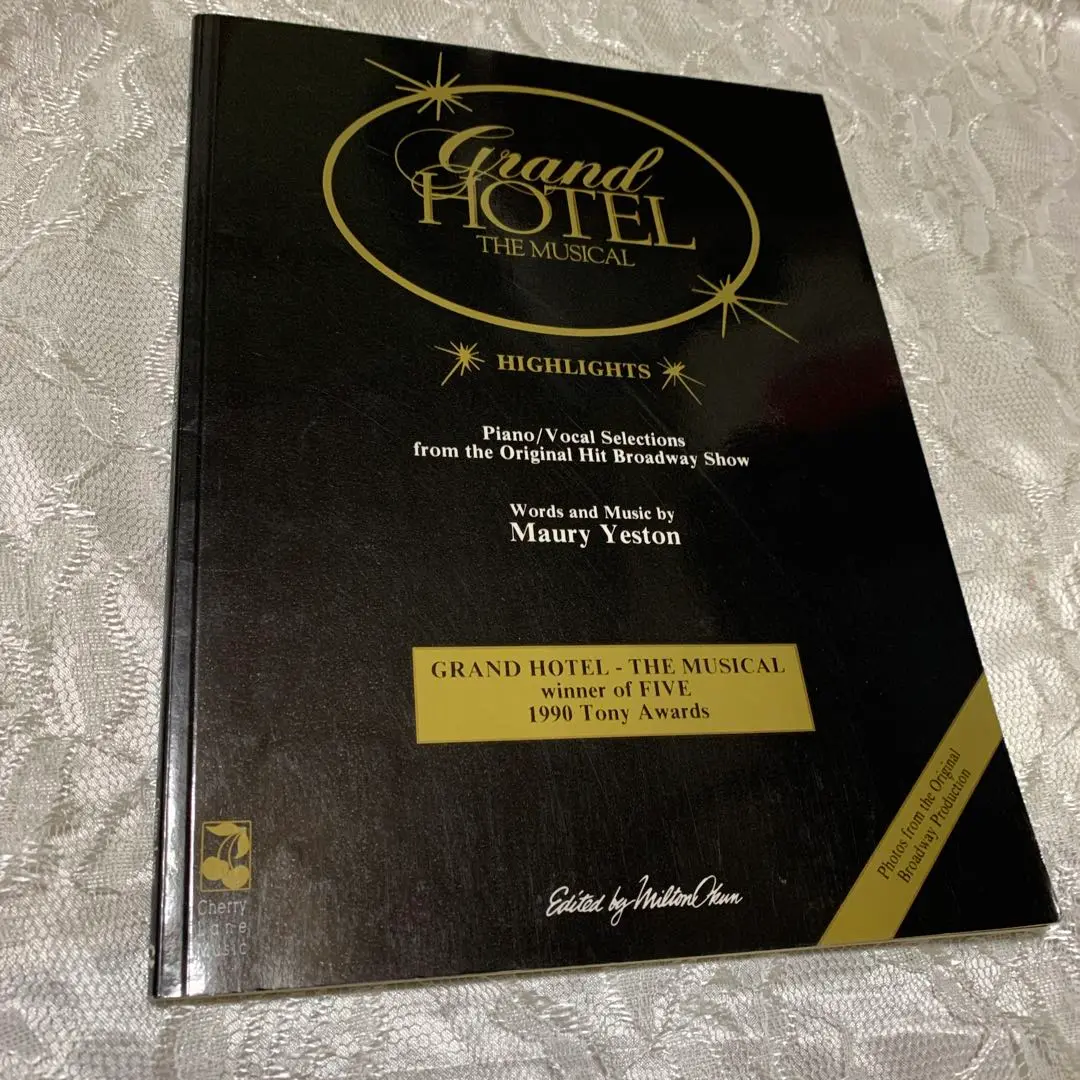 Grand
HOTEL
THE MUSICAL
HIGHLIGHTS
Piano/Vocal Selections
from the Original Hit Broadway Show
Words and Music by
Maury Yeston
GRAND HOTEL - THE MUSICAL
winner of FIVE
1990 Tony Awards
Photos from the Original
Broadway Production
Edited by Milton Okun
Cherry
Lane
Music